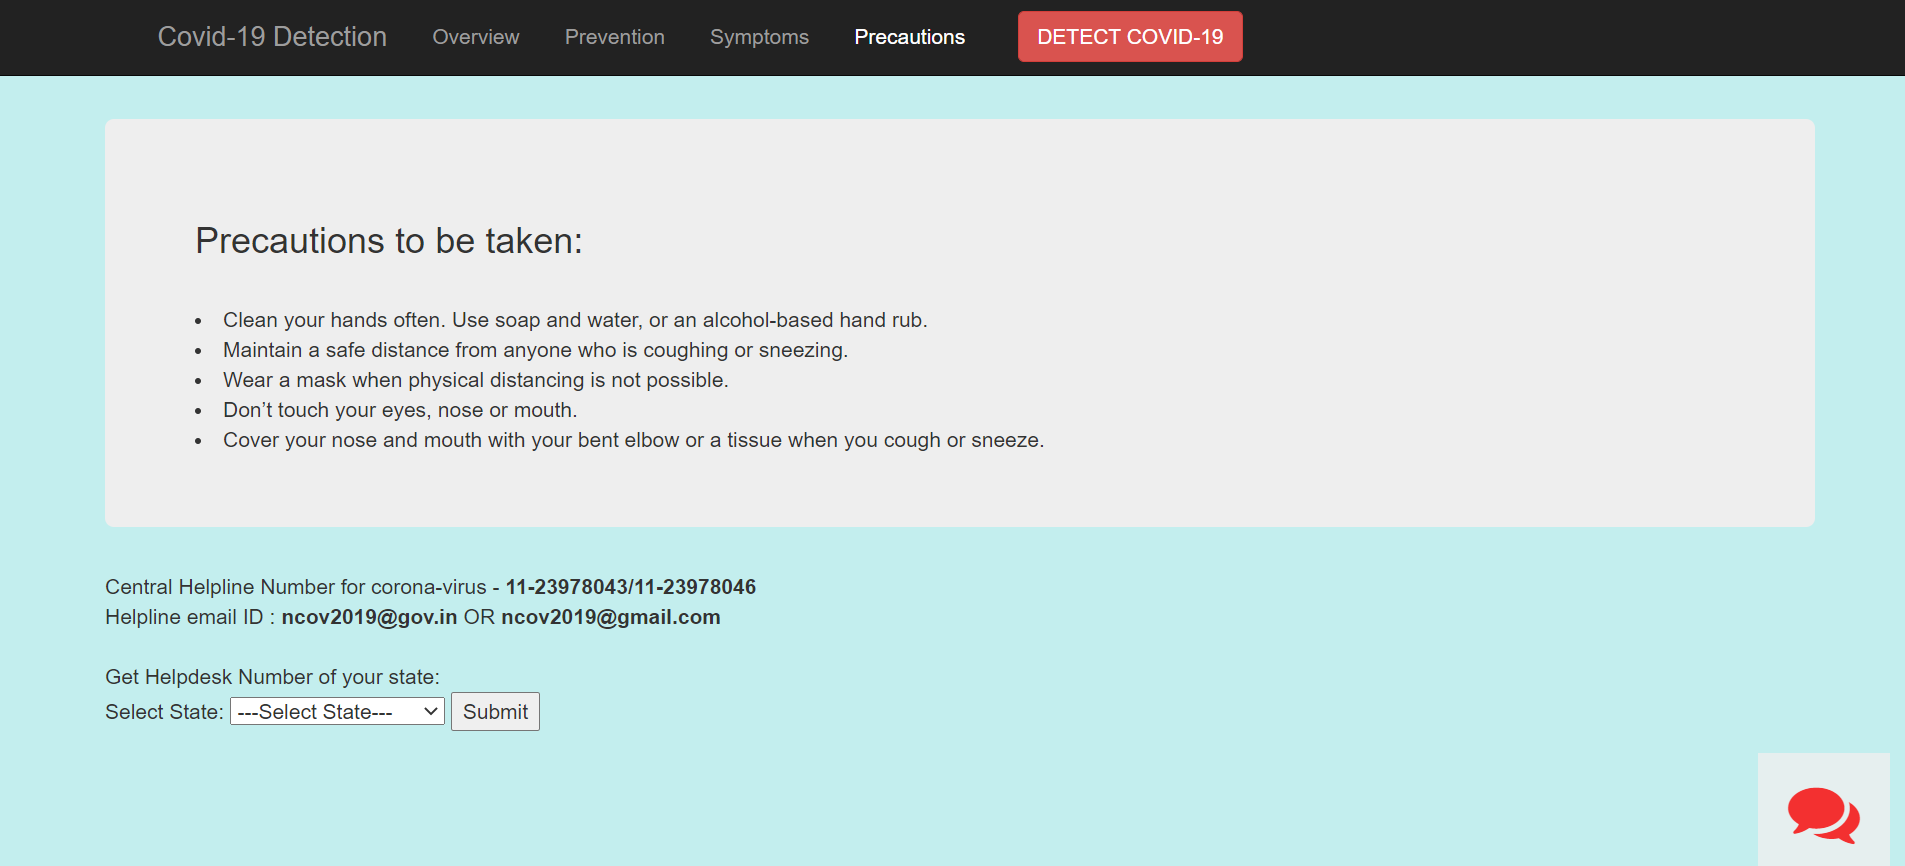 Covid-19 Detection Overview Prevention Symptoms Precautions DETECT COVID-19
Precautions to be taken:
• Clean your hands often. Use soap and water, or an alcohol-based hand rub.
• Maintain a safe distance from anyone who is coughing or sneezing.
• Wear a mask when physical distancing is not possible.
• Don’t touch your eyes, nose or mouth.
• Cover your nose and mouth with your bent elbow or a tissue when you cough or sneeze.
Central Helpline Number for corona-virus - 11-23978043/11-23978046
Helpline email ID : ncov2019@gov.in OR ncov2019@gmail.com
Get Helpdesk Number of your state:
Select State: ---Select State--- Submit